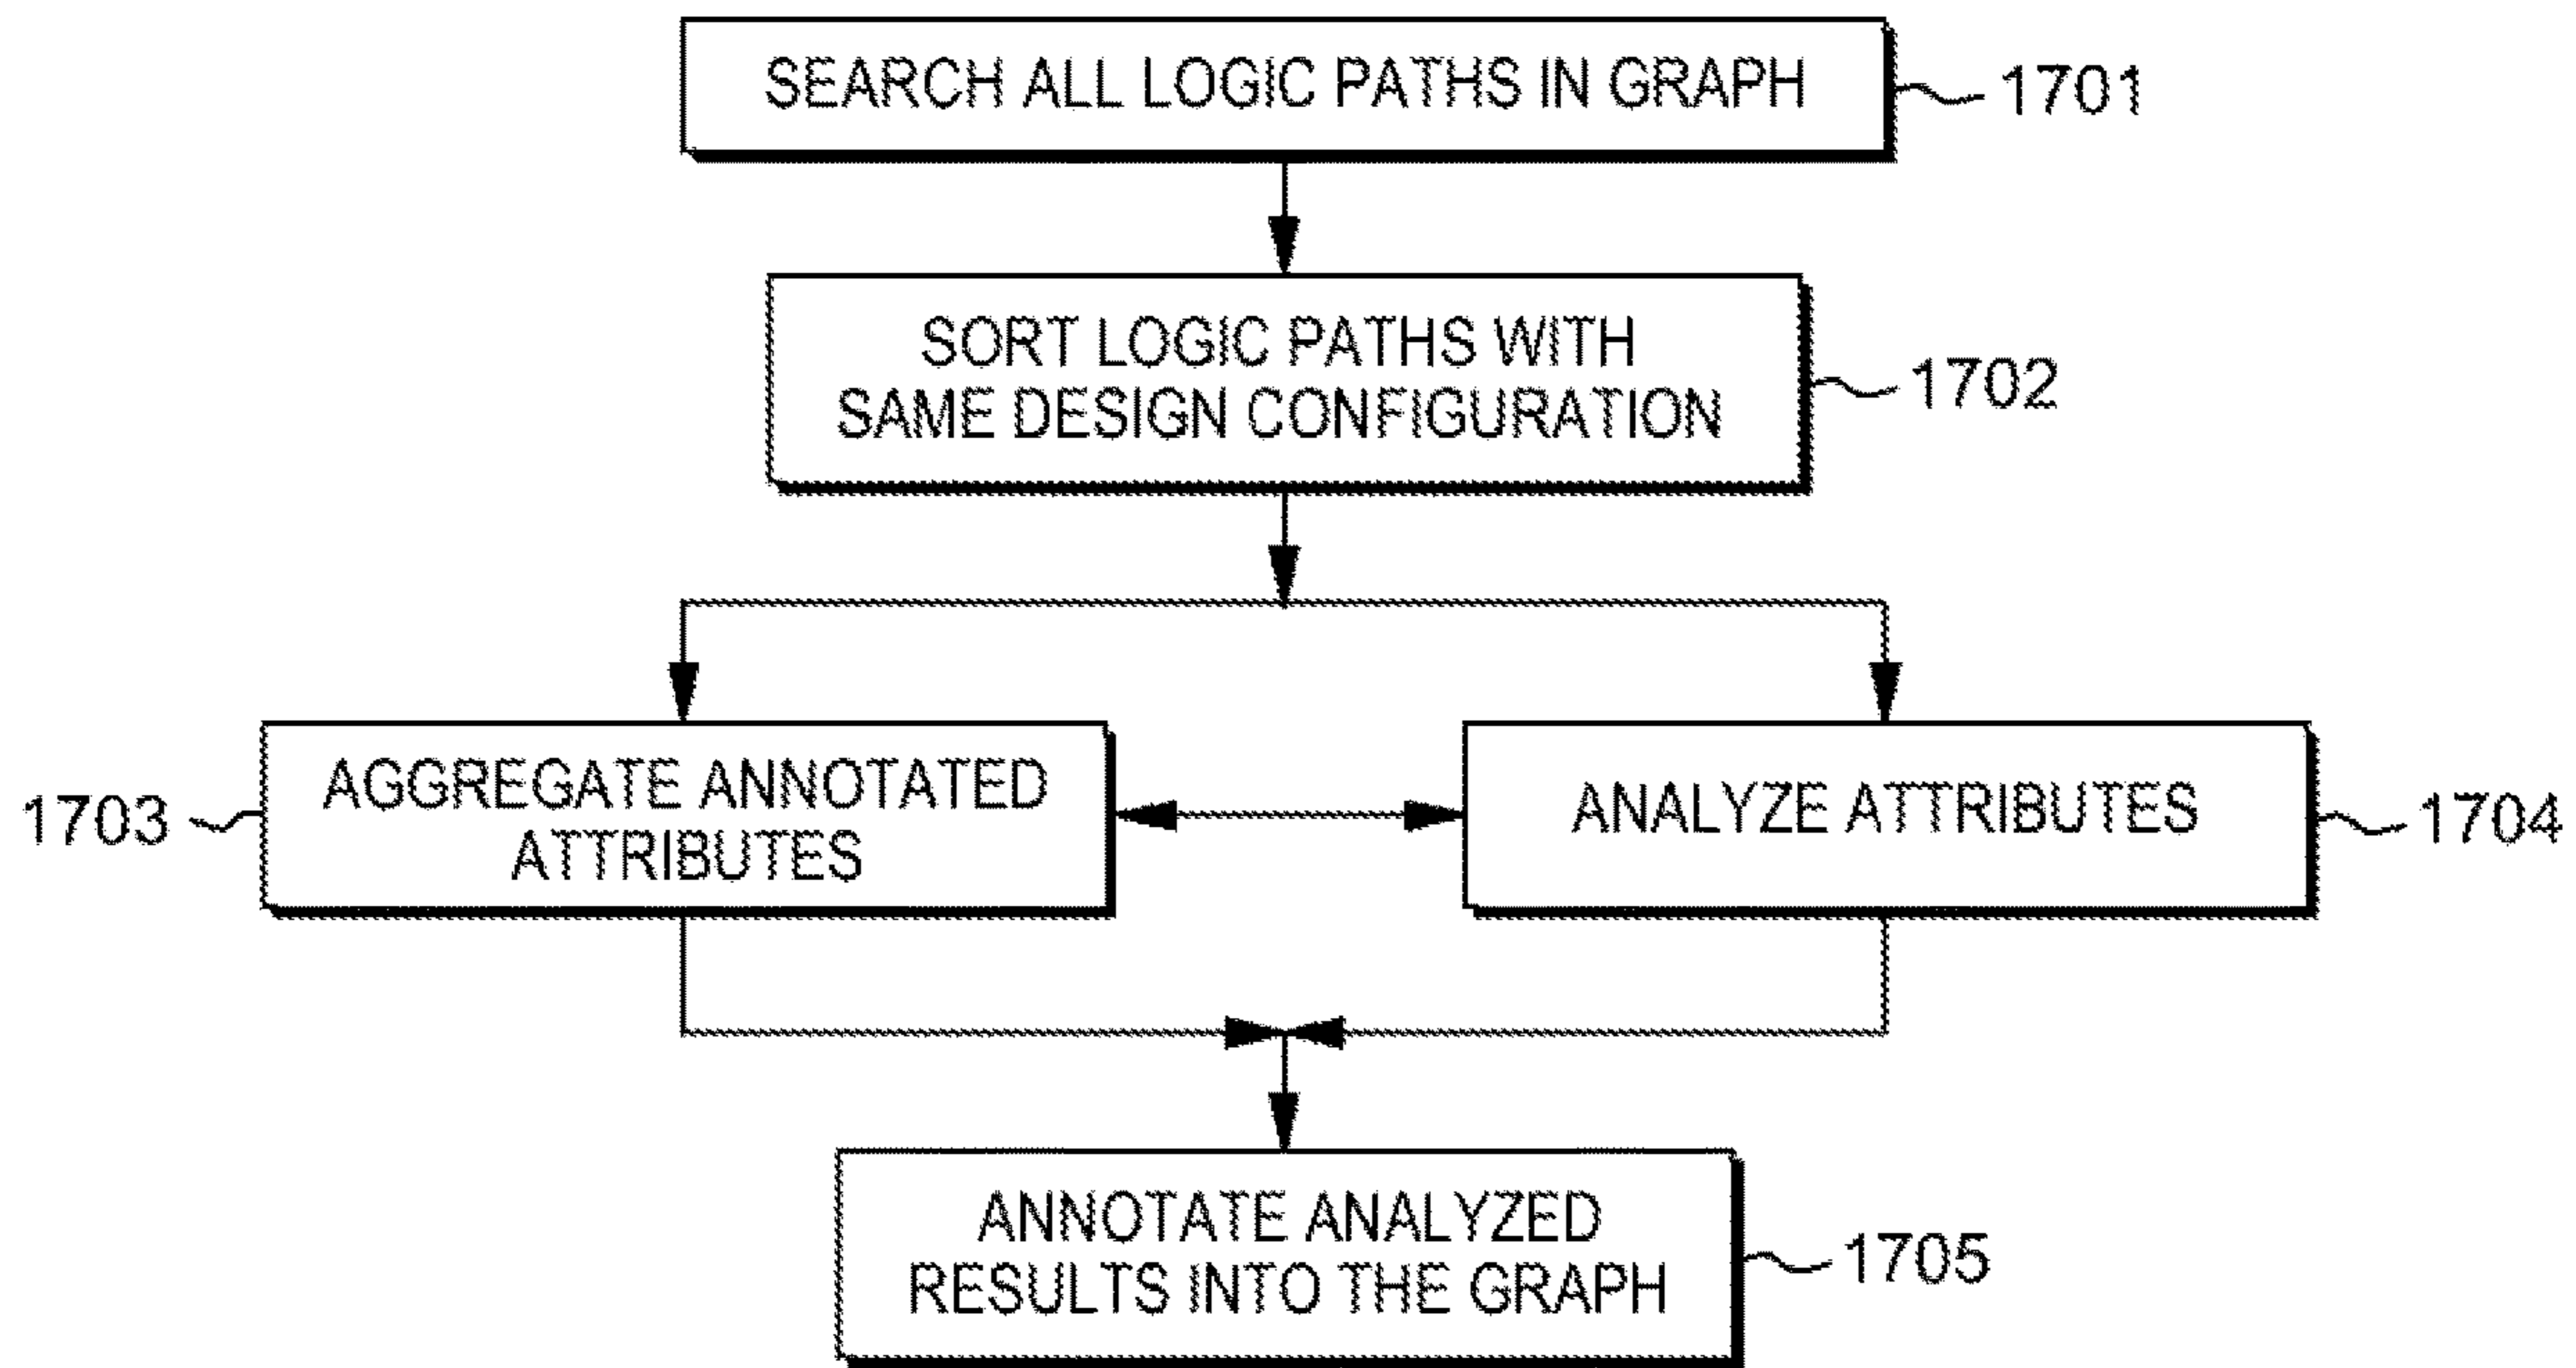 SEARCH ALL LOGIC PATHS IN GRAPH
1701
SORT LOGIC PATHS WITH
SAME DESIGN CONFIGURATION
1702
1703
AGGREGATE ANNOTATED
ATTRIBUTES
ANALYZE ATTRIBUTES
1704
ANNOTATE ANALYZED
RESULTS INTO THE GRAPH
1705